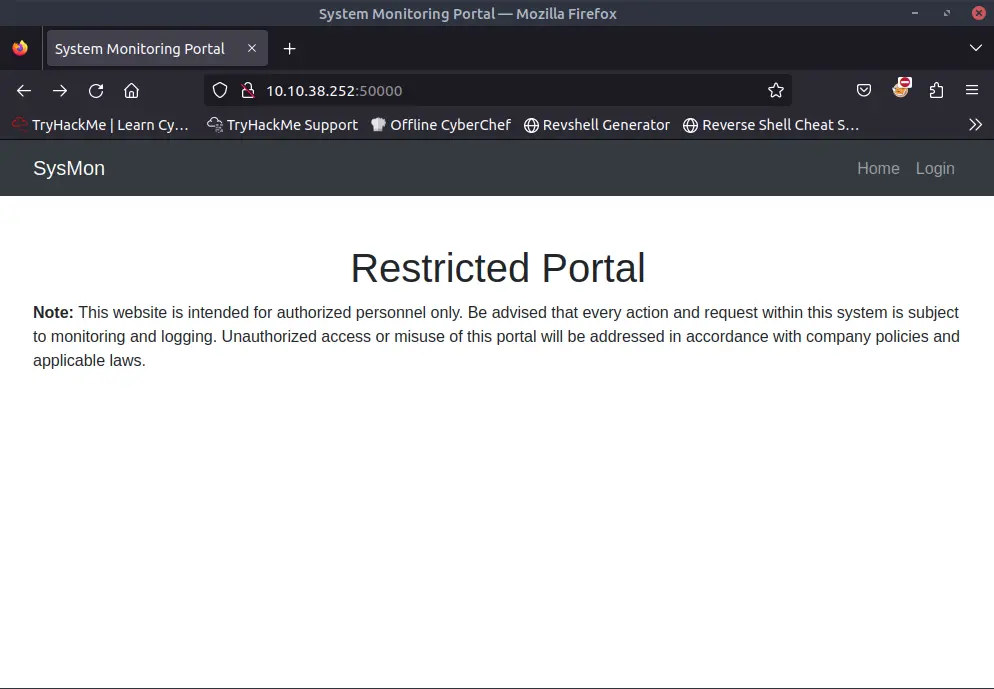 System Monitoring Portal — Mozilla Firefox
System Monitoring Portal
10.10.38.252:50000
TryHackMe | Learn Cy… TryHackMe Support Offline CyberChef Revshell Generator Reverse Shell Cheat S…
SysMon Home Login
Restricted Portal
Note: This website is intended for authorized personnel only. Be advised that every action and request within this system is subject
to monitoring and logging. Unauthorized access or misuse of this portal will be addressed in accordance with company policies and
applicable laws.